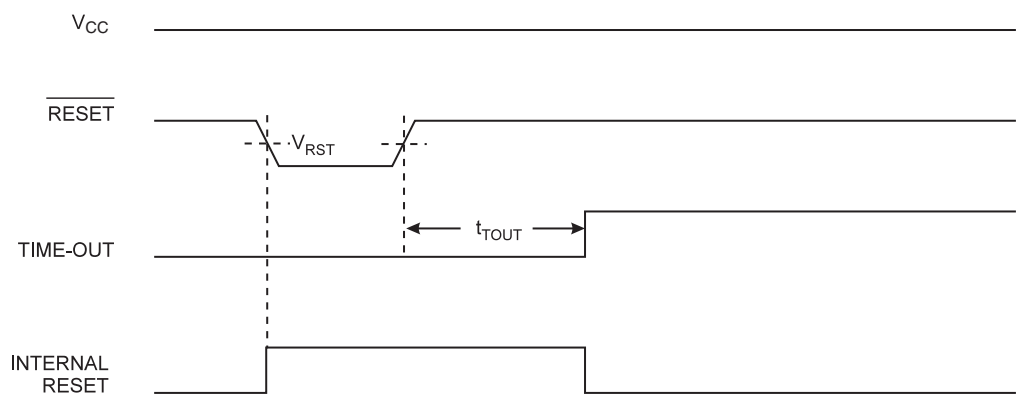 VCC
RESET
VRST
tTOUT
TIME-OUT
INTERNAL
RESET